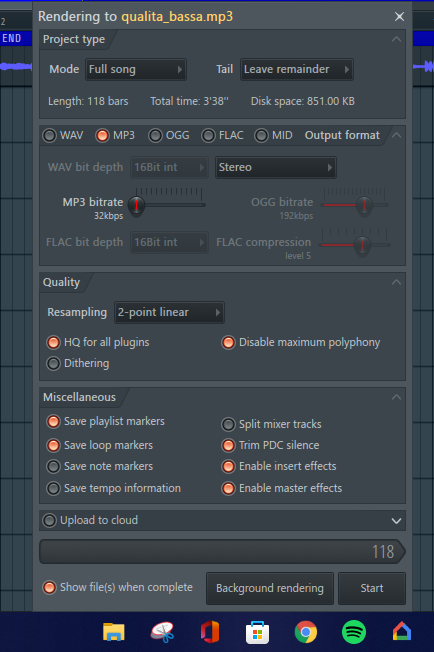 Rendering to qualita_bassa.mp3
2
END
Project type
Mode Full song Tail Leave remainder
Length: 118 bars Total time: 3'38'' Disk space: 851.00 KB
WAV MP3 OGG FLAC MID Output format
WAV bit depth 16Bit int Stereo
MP3 bitrate OGG bitrate
32kbps 192kbps
FLAC bit depth 16Bit int FLAC compression
level 5
Quality
Resampling 2-point linear
HQ for all plugins Disable maximum polyphony
Dithering
Miscellaneous
Save playlist markers Split mixer tracks
Save loop markers Trim PDC silence
Save note markers Enable insert effects
Save tempo information Enable master effects
Upload to cloud
118
Show file(s) when complete Background rendering Start